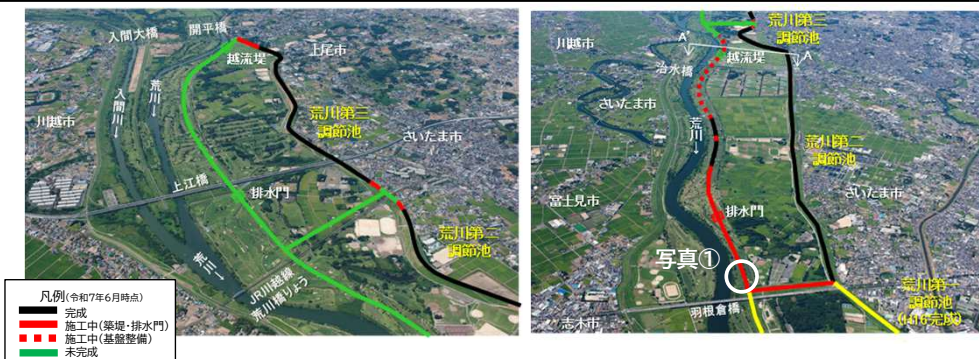 入間大橋
開平橋
上尾市
越流堤
荒川↓
入間川↓
川越市
荒川第三
調節池
さいたま市
上江橋
排水門
荒川第二
調節池
荒川↓
JR川越線
荒川橋りょう
凡例(令和7年6月時点)
完成
施工中(築堤・排水門)
施工中(基盤整備)
未完成
荒川第三
調節池
川越市
A'
A
越流堤
治水橋
さいたま市
荒川↓
荒川第二
調節池
さいたま市
富士見市
排水門
写真①
羽根倉橋
志木市
荒川第一
調節池
(H16完成)